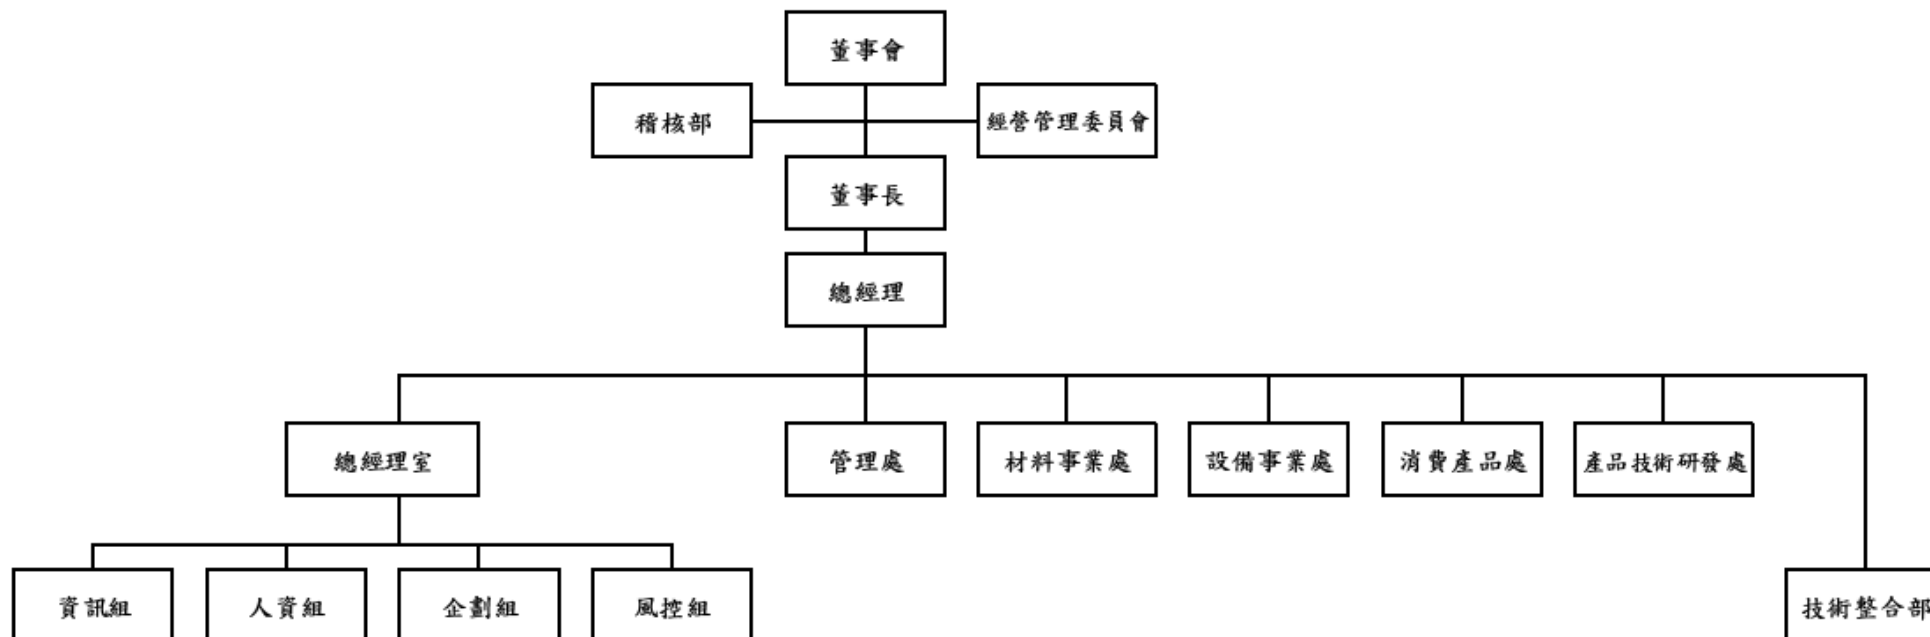 董事會
稽核部
經營管理委員會
董事長
總經理
總經理室
管理處
材料事業處
設備事業處
消費產品處
產品技術研發處
資訊組
人資組
企劃組
風控組
技術整合部